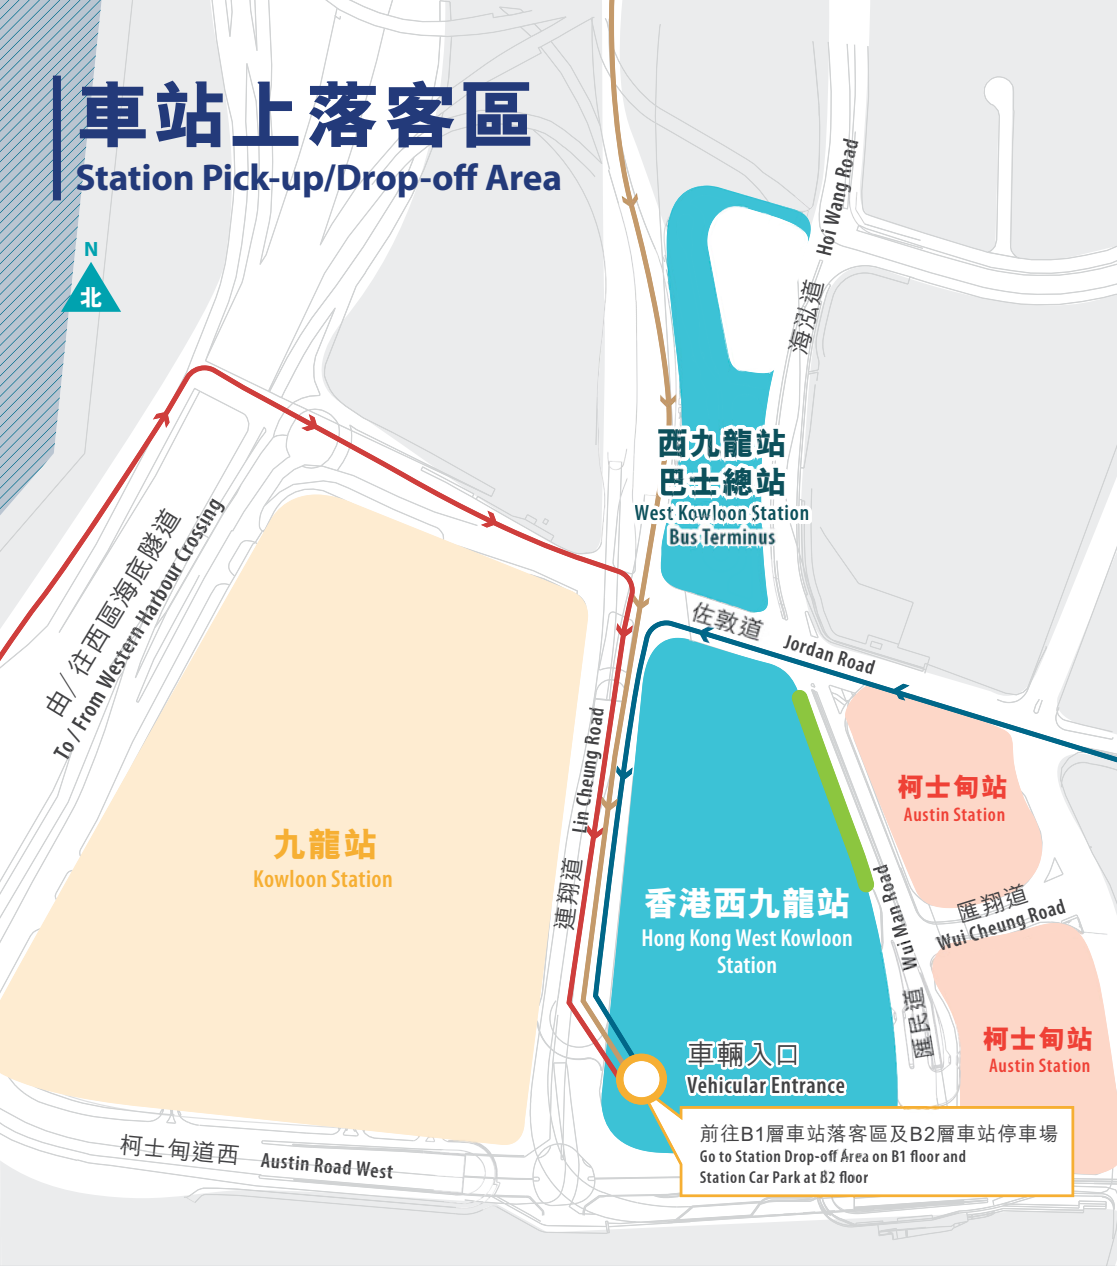 車站上落客區
Station Pick-up/Drop-off Area
N
北
Hoi Wang Road
海泓道
西九龍站
巴士總站
West Kowloon Station
Bus Terminus
由/往西區海底隧道
To / From Western Harbour Crossing
佐敦道
Jordan Road
Lin Cheung Road
連翔道
九龍站
Kowloon Station
柯士甸站
Austin Station
香港西九龍站
Hong Kong West Kowloon
Station
Wui Man Road
匯民道
匯翔道
Wui Cheung Road
柯士甸站
Austin Station
車輛入口
Vehicular Entrance
前往B1層車站落客區及B2層車站停車場
Go to Station Drop-off Area on B1 floor and
Station Car Park at B2 floor
柯士甸道西
Austin Road West